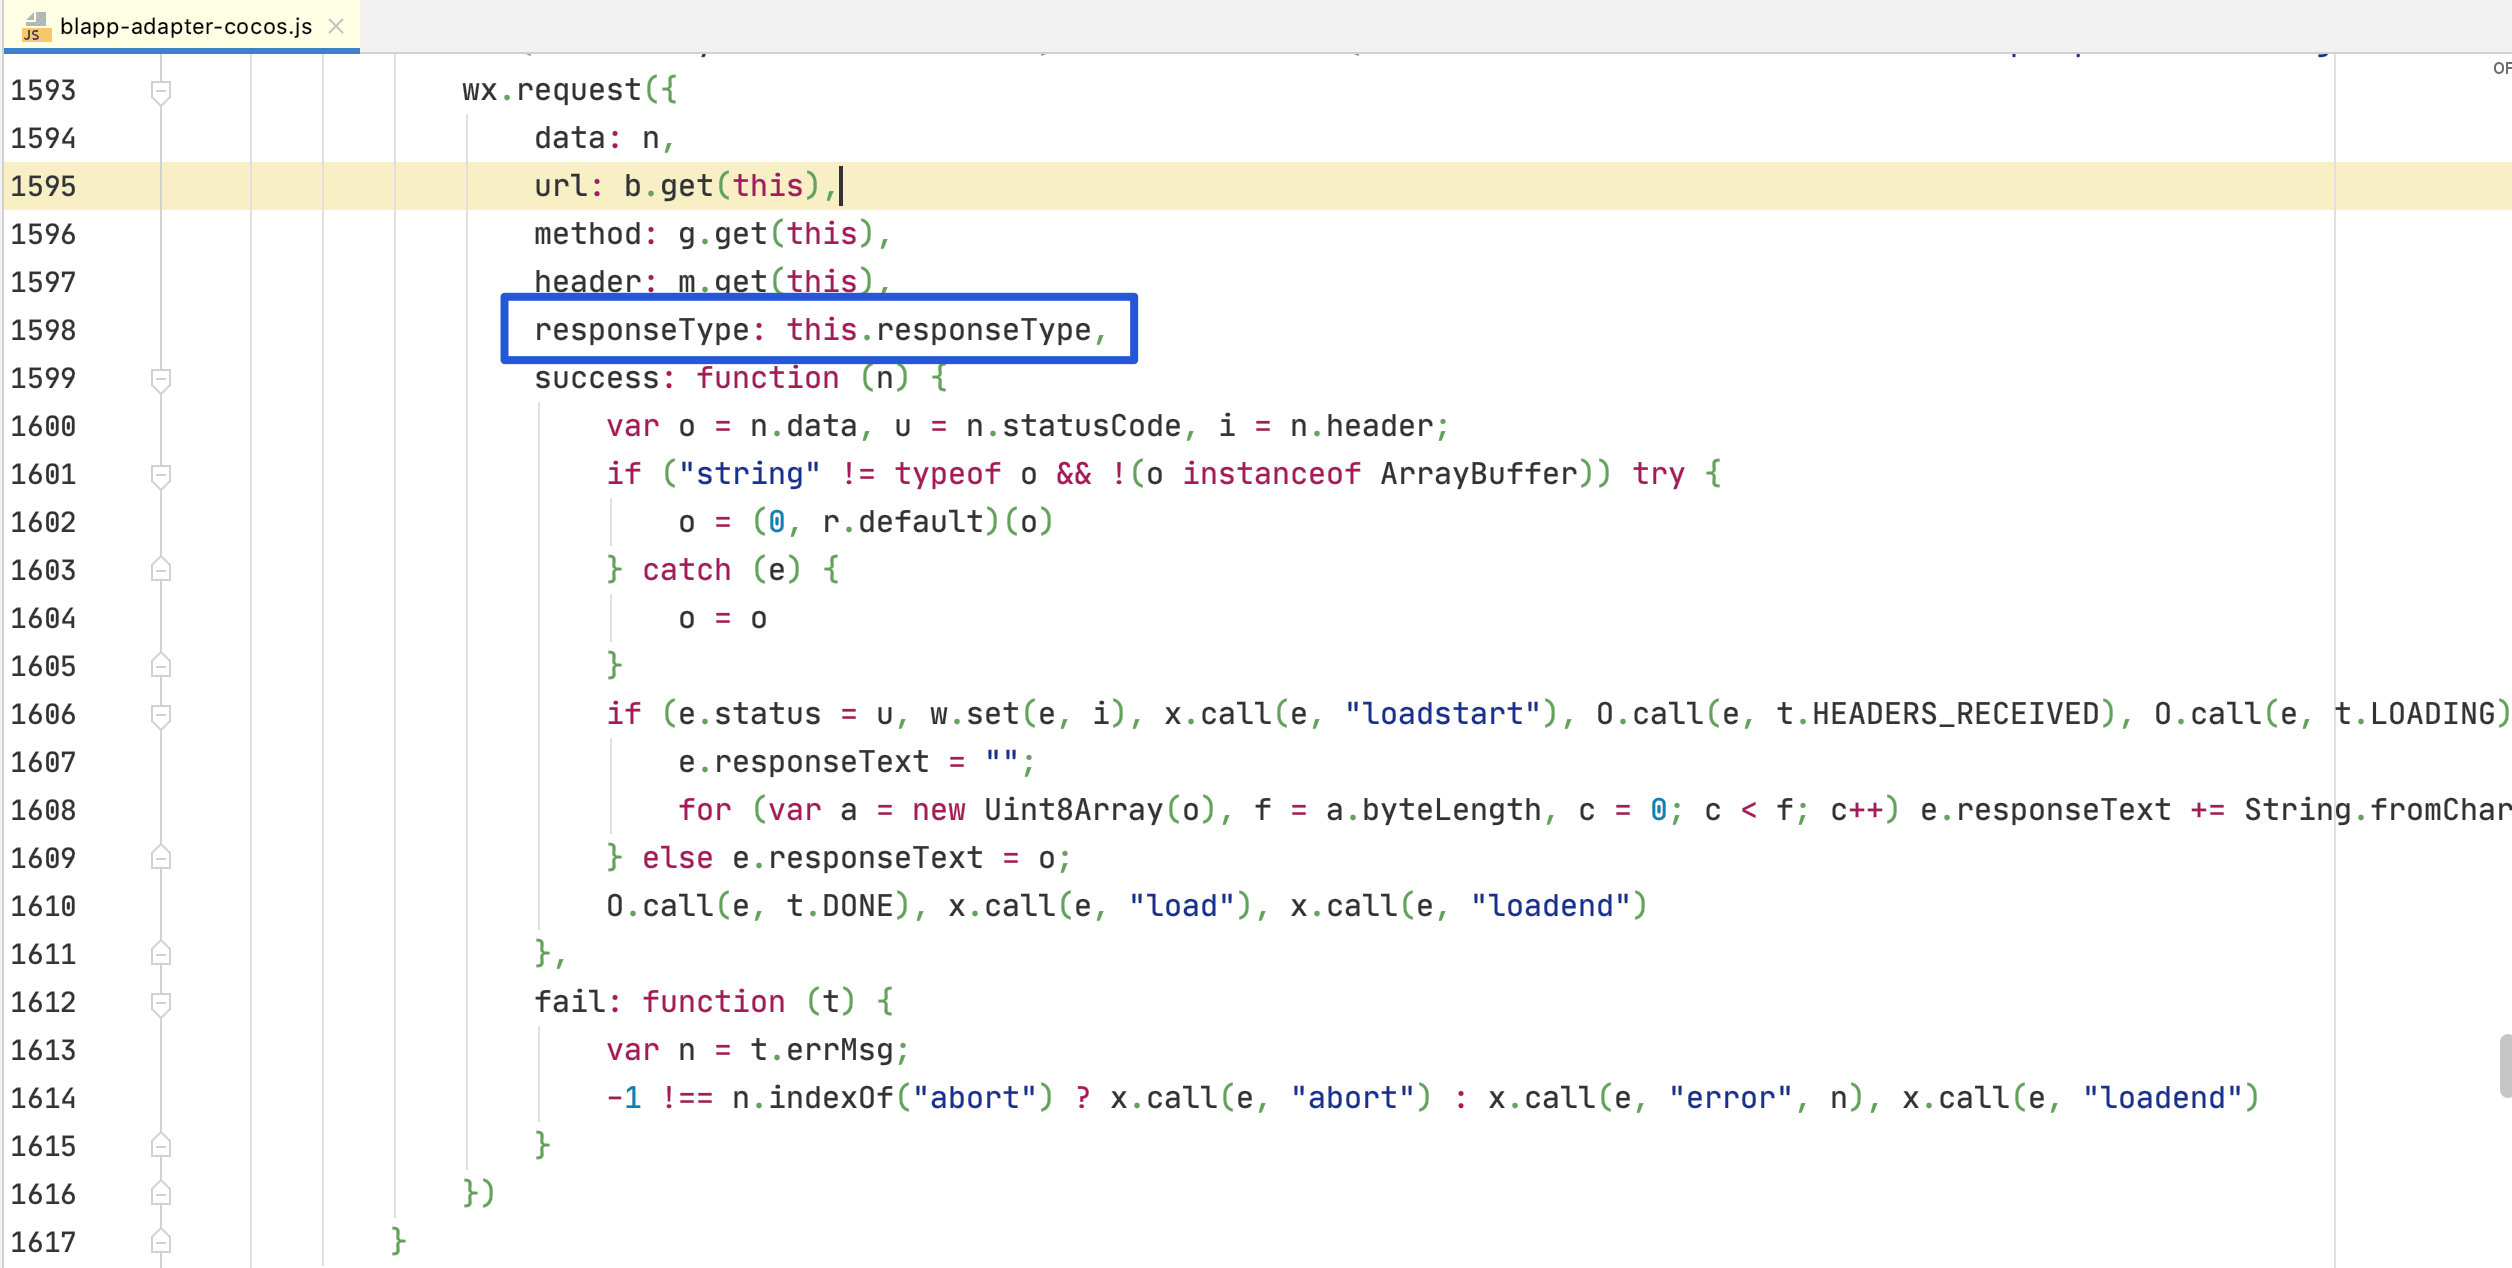 JS blapp-adapter-cocos.js
OF
1593 wx.request({
1594 data: n,
1595 url: b.get(this),
1596 method: g.get(this),
1597 header: m.get(this),
1598 responseType: this.responseType,
1599 success: function (n) {
1600 var o = n.data, u = n.statusCode, i = n.header;
1601 if ("string" != typeof o && !(o instanceof ArrayBuffer)) try {
1602 o = (0, r.default)(o)
1603 } catch (e) {
1604 o = o
1605 }
1606 if (e.status = u, w.set(e, i), x.call(e, "loadstart"), O.call(e, t.HEADERS_RECEIVED), O.call(e, t.LOADING)
1607 e.responseText = "";
1608 for (var a = new Uint8Array(o), f = a.byteLength, c = 0; c < f; c++) e.responseText += String.fromChar
1609 } else e.responseText = o;
1610 O.call(e, t.DONE), x.call(e, "load"), x.call(e, "loadend")
1611 },
1612 fail: function (t) {
1613 var n = t.errMsg;
1614 -1 !== n.indexOf("abort") ? x.call(e, "abort") : x.call(e, "error", n), x.call(e, "loadend")
1615 }
1616 })
1617 }